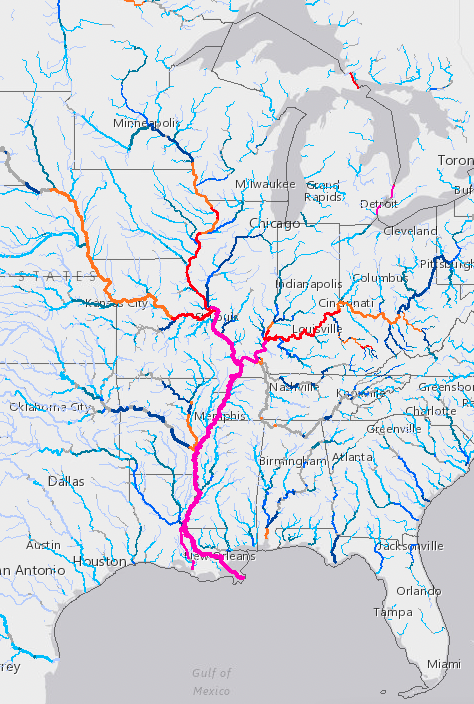 Minneapolis
Toron
Milwaukee
Grand
Rapids
Buf
Detroit
Chicago
Cleveland
Pittsburgh
STATES
Indianapolis
Columbus
Kansas City
Cincinnati
Louisville
Nashville
Knoxville
Greensbor
Oklahoma City
Memphis
Charlotte
Greenville
Birmingham
Atlanta
Dallas
Austin
Houston
New Orleans
Jacksonville
an Antonio
Orlando
Tampa
rrey
Miami
Gulf of
Mexico